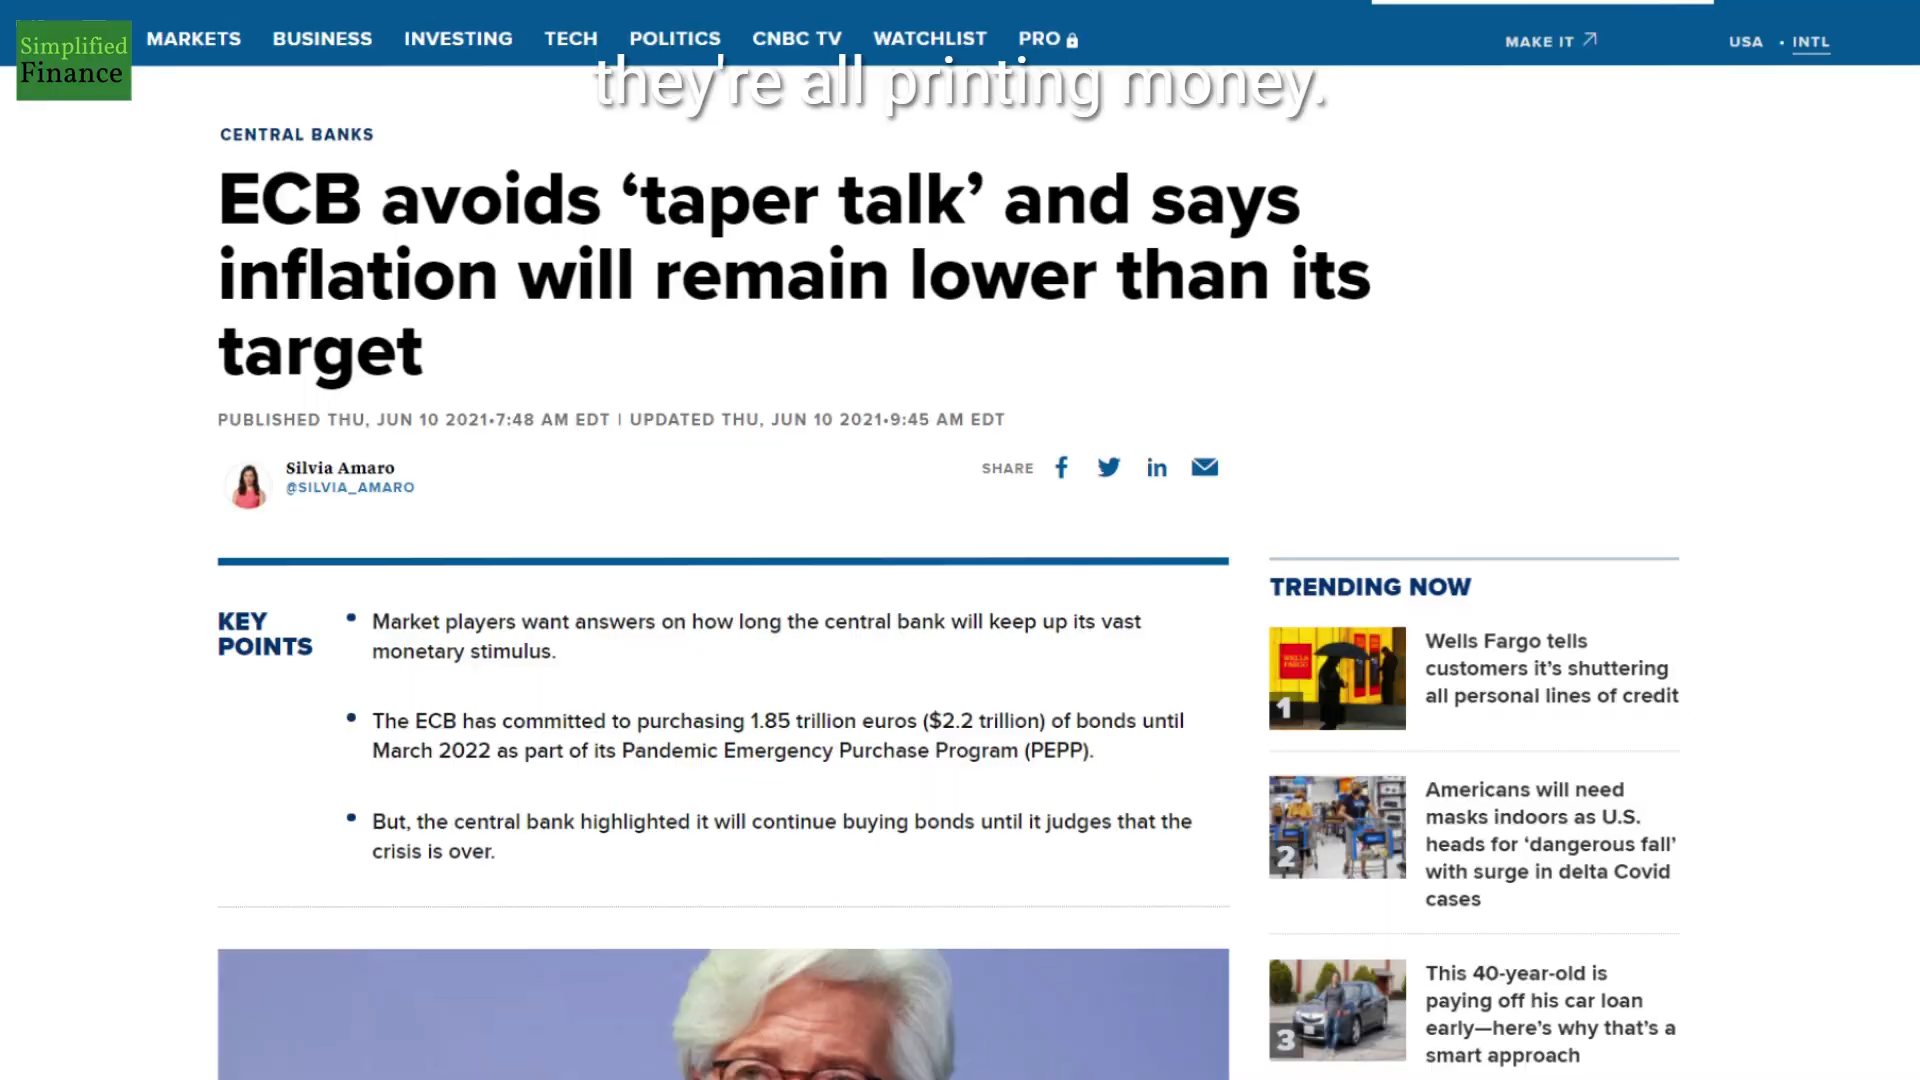 Simplified
Finance
MARKETS BUSINESS INVESTING TECH POLITICS CNBC TV WATCHLIST PRO MAKE IT USA • INTL
they're all printing money.
CENTRAL BANKS
ECB avoids ‘taper talk’ and says
inflation will remain lower than its
target
PUBLISHED THU, JUN 10 2021•7:48 AM EDT | UPDATED THU, JUN 10 2021•9:45 AM EDT
Silvia Amaro
@SILVIA_AMARO
SHARE
KEY
POINTS
• Market players want answers on how long the central bank will keep up its vast
monetary stimulus.
• The ECB has committed to purchasing 1.85 trillion euros ($2.2 trillion) of bonds until
March 2022 as part of its Pandemic Emergency Purchase Program (PEPP).
• But, the central bank highlighted it will continue buying bonds until it judges that the
crisis is over.
TRENDING NOW
WELLS
FARGO
1
Wells Fargo tells
customers it’s shuttering
all personal lines of credit
2
Americans will need
masks indoors as U.S.
heads for ‘dangerous fall’
with surge in delta Covid
cases
3
This 40-year-old is
paying off his car loan
early—here’s why that’s a
smart approach